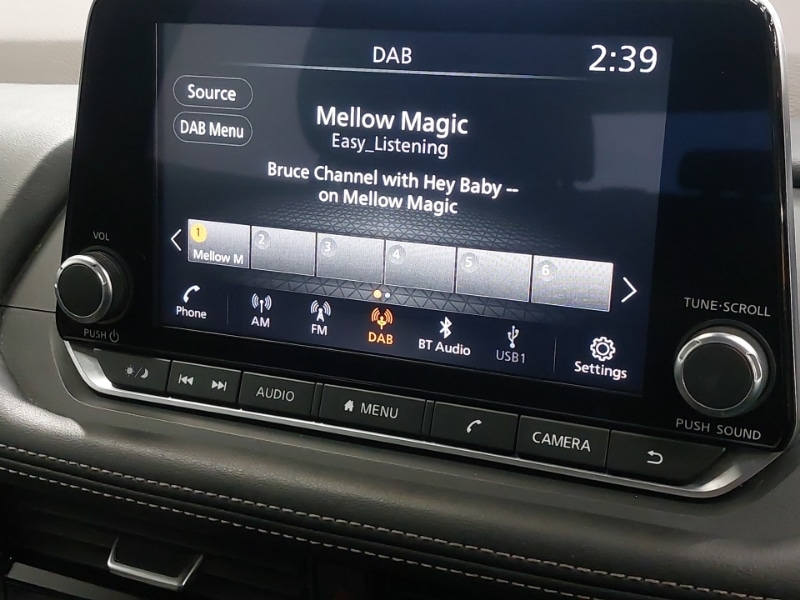 DAB
2:39
Source
DAB Menu
Mellow Magic
Easy_Listening
Bruce Channel with Hey Baby --
on Mellow Magic
1
Mellow M
2
3
4
5
6
Phone
AM
FM
DAB
BT Audio
USB1
Settings
VOL
PUSH
TUNE·SCROLL
PUSH SOUND
AUDIO
MENU
CAMERA